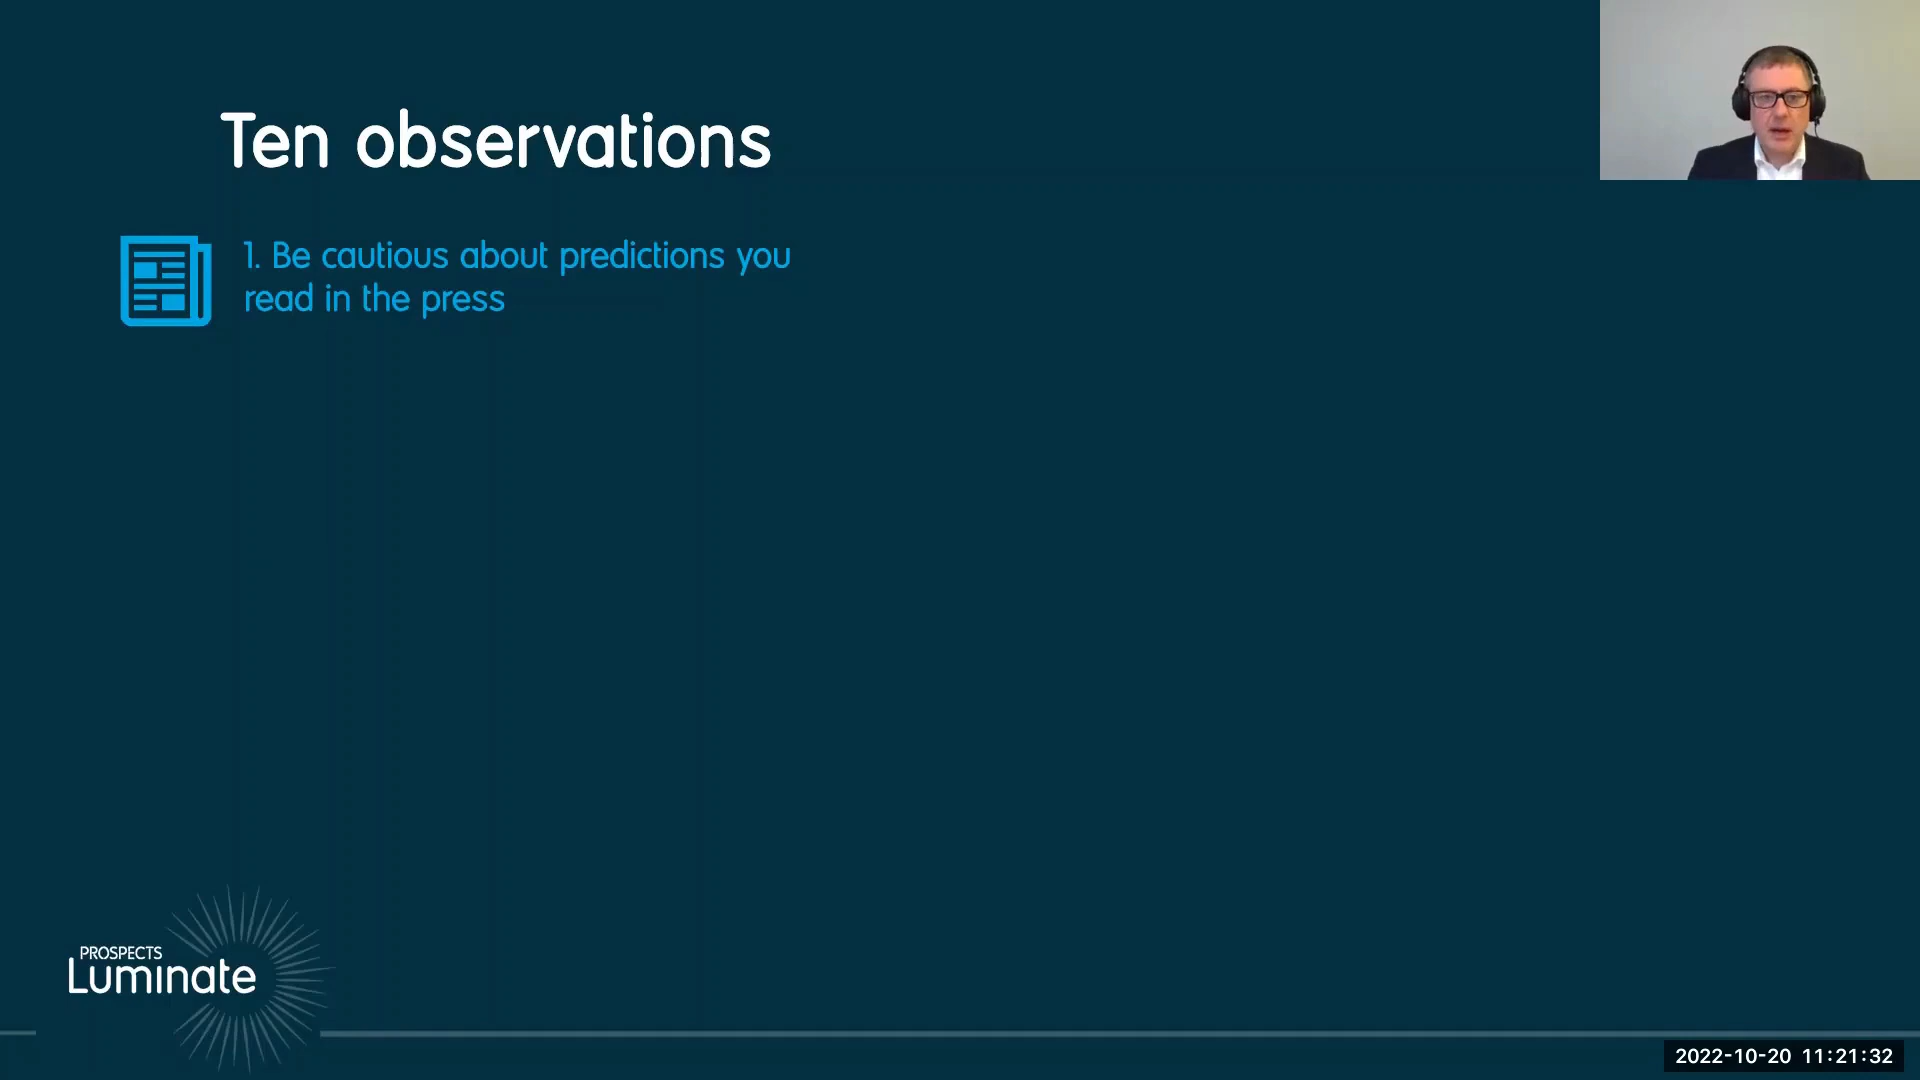 Ten observations
1. Be cautious about predictions you
read in the press
PROSPECTS
Luminate
2022-10-20 11:21:32